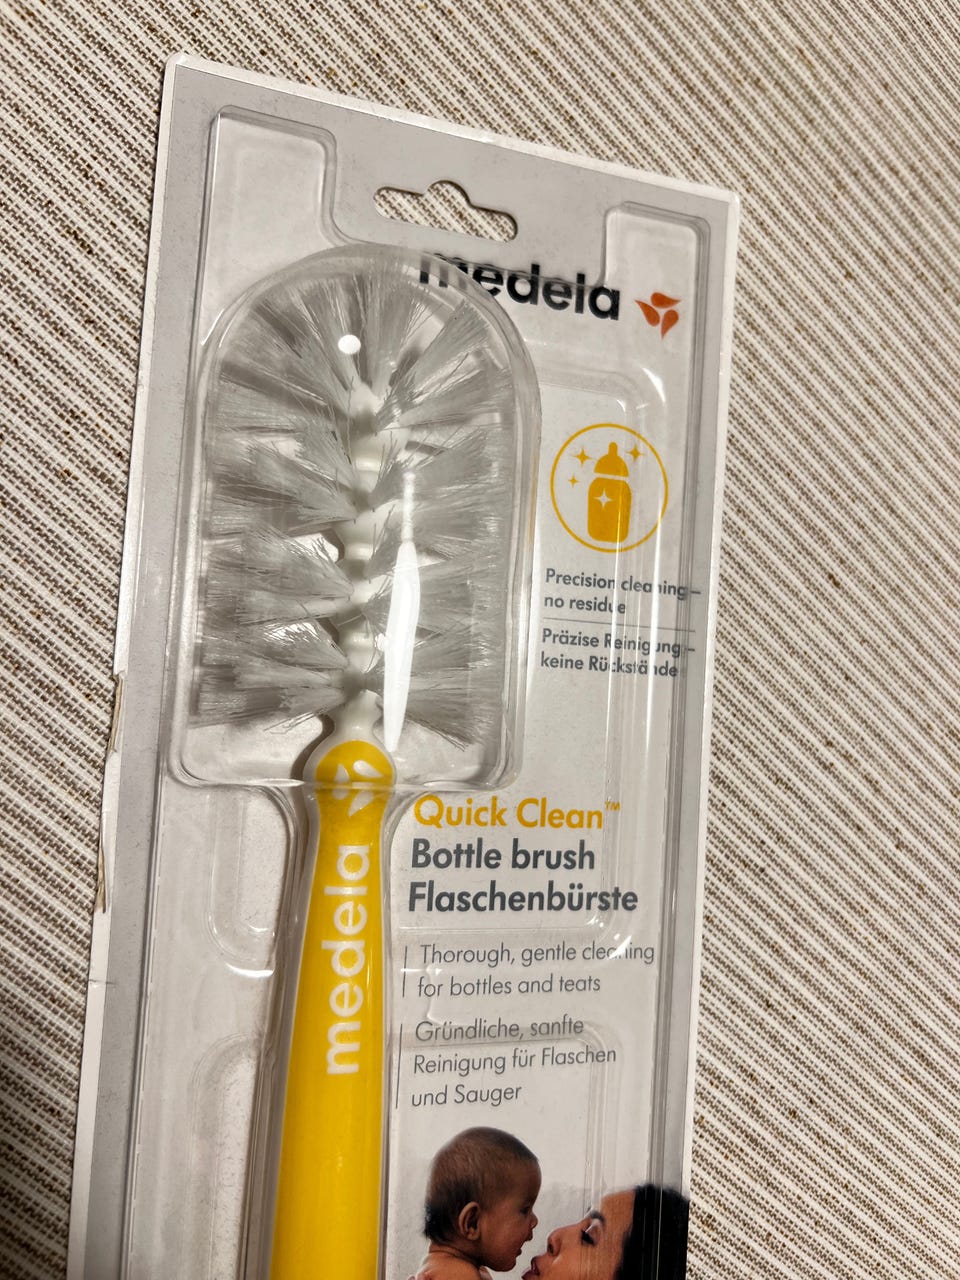 medela
Precision cleaning –
no residue
Präzise Reinigung –
keine Rückstände
Quick Clean™
Bottle brush
Flaschenbürste
Thorough, gentle cleaning
for bottles and teats
Gründliche, sanfte
Reinigung für Flaschen
und Sauger
medela